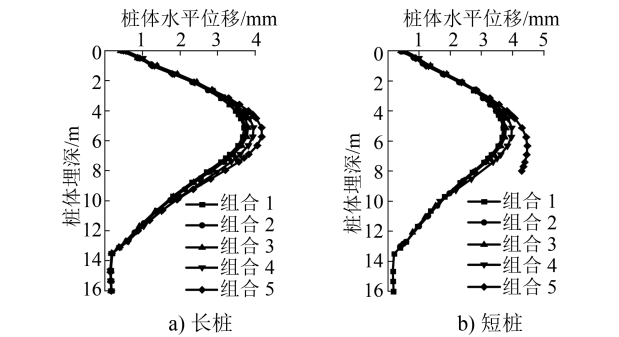 桩体水平位移/mm
0 1 2 3 4
0
2
4
6
8
10
12
14
16
桩体埋深/m
组合 1
组合 2
组合 3
组合 4
组合 5
a) 长桩
桩体水平位移/mm
0 1 2 3 4 5
0
2
4
6
8
10
12
14
16
桩体埋深/m
组合 1
组合 2
组合 3
组合 4
组合 5
b) 短桩